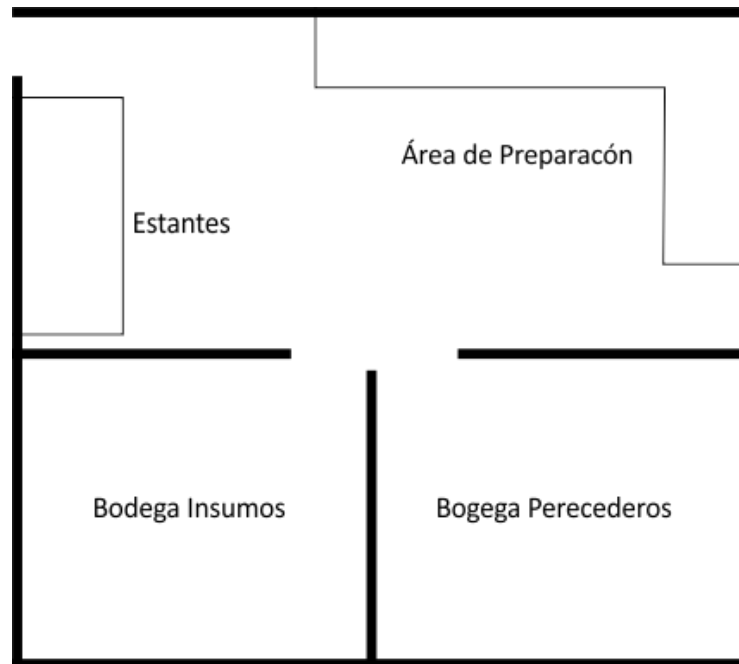 Área de Preparacón
Estantes
Bodega Insumos
Bogega Perecederos